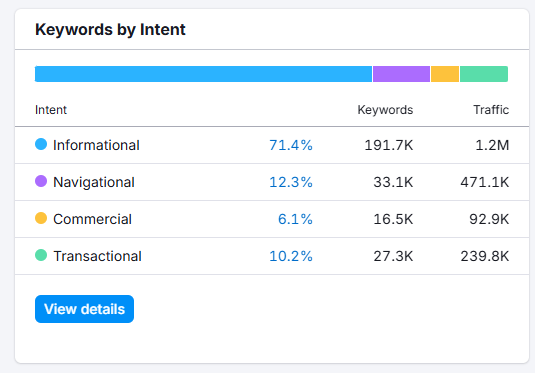 Keywords by Intent
Intent Keywords Traffic
Informational 71.4% 191.7K 1.2M
Navigational 12.3% 33.1K 471.1K
Commercial 6.1% 16.5K 92.9K
Transactional 10.2% 27.3K 239.8K
View details